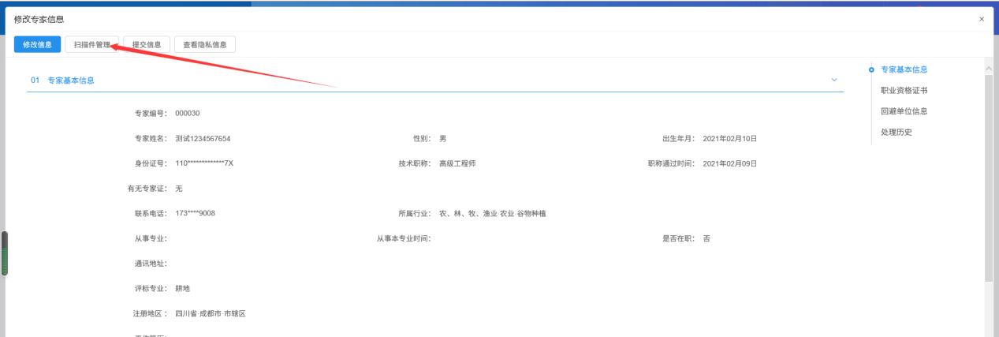 修改专家信息
×
修改信息 扫描件管理 提交信息 查看隐私信息
01 专家基本信息
专家基本信息
职业资格证书
回避单位信息
处理历史
专家编号： 000030
专家姓名： 测试1234567654 性别： 男 出生年月： 2021年02月10日
身份证号： 110*************7X 技术职称： 高级工程师 职称通过时间： 2021年02月09日
有无专家证： 无
联系电话： 173****9008 所属行业： 农、林、牧、渔业·农业·谷物种植
从事专业： 从事本专业时间： 是否在职： 否
通讯地址：
评标专业： 耕地
注册地区： 四川省·成都市·市辖区